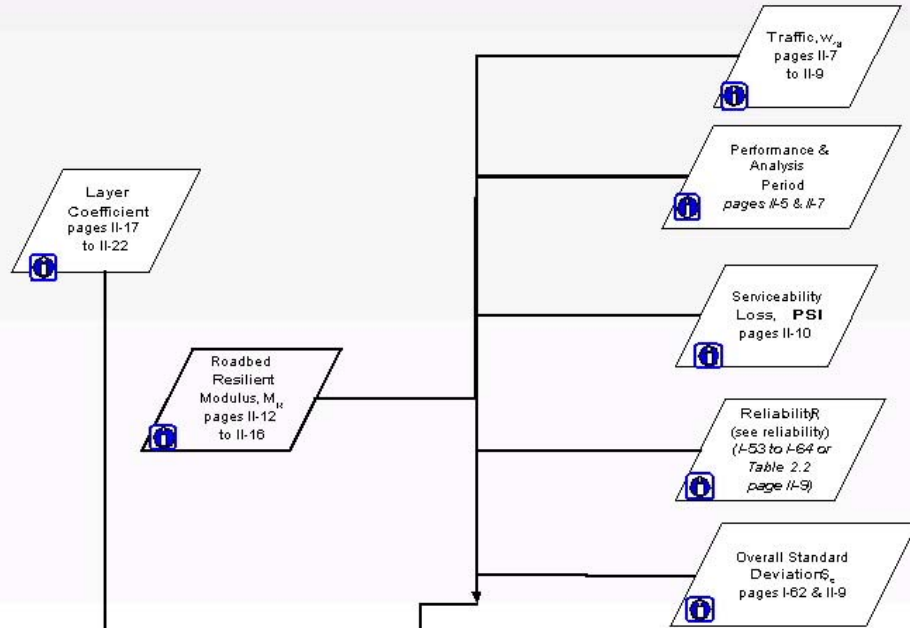 Traffic, w18
pages II-7
to II-9
Performance &
Analysis
Period
pages II-5 & II-7
Layer
Coefficient
pages II-17
to II-22
Serviceability
Loss, PSI
pages II-10
Roadbed
Resilient
Modulus, MR
pages II-12
to II-16
Reliability,R
(see reliability)
(I-53 to I-64 or
Table 2.2
page II-9)
Overall Standard
Deviation So
pages I-62 & II-9